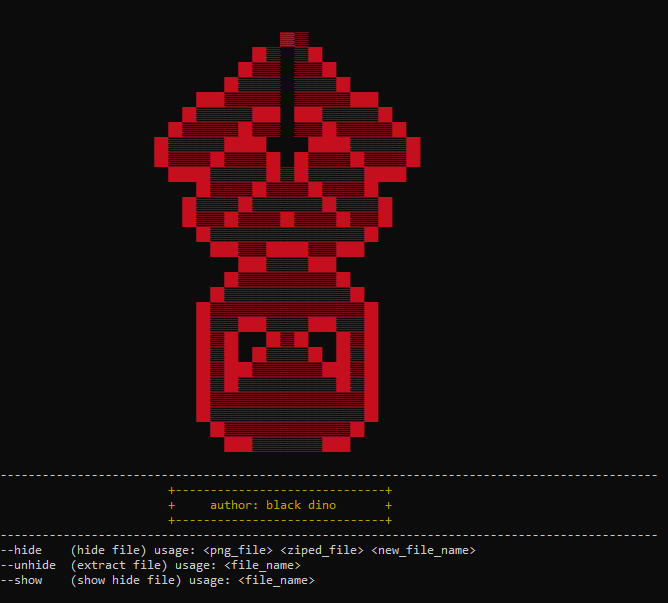 -----------------------------------------------------------------------------------------------
+------------------------------+
+     author: black dino       +
+------------------------------+
-----------------------------------------------------------------------------------------------
--hide    (hide file) usage: <png_file> <ziped_file> <new_file_name>
--unhide  (extract file) usage: <file_name>
--show    (show hide file) usage: <file_name>